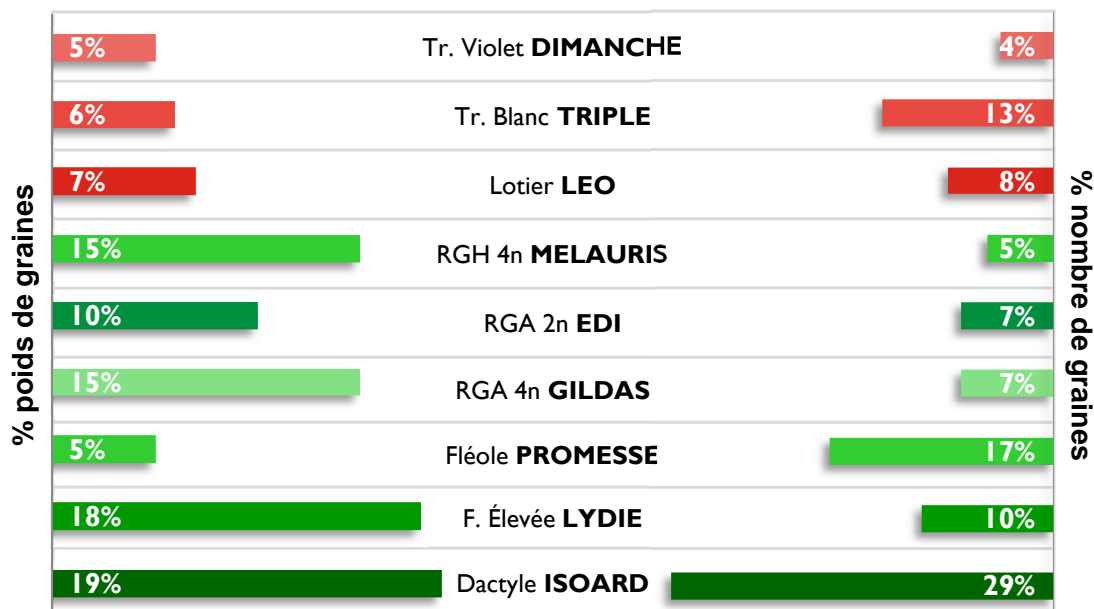 % poids de graines
5% Tr. Violet DIMANCHE 4%
6% Tr. Blanc TRIPLE 13%
7% Lotier LEO 8%
15% RGH 4n MELAURIS 5%
10% RGA 2n EDI 7%
15% RGA 4n GILDAS 7%
5% Fléole PROMESSE 17%
18% F. Élevée LYDIE 10%
19% Dactyle ISOARD 29%
% nombre de graines